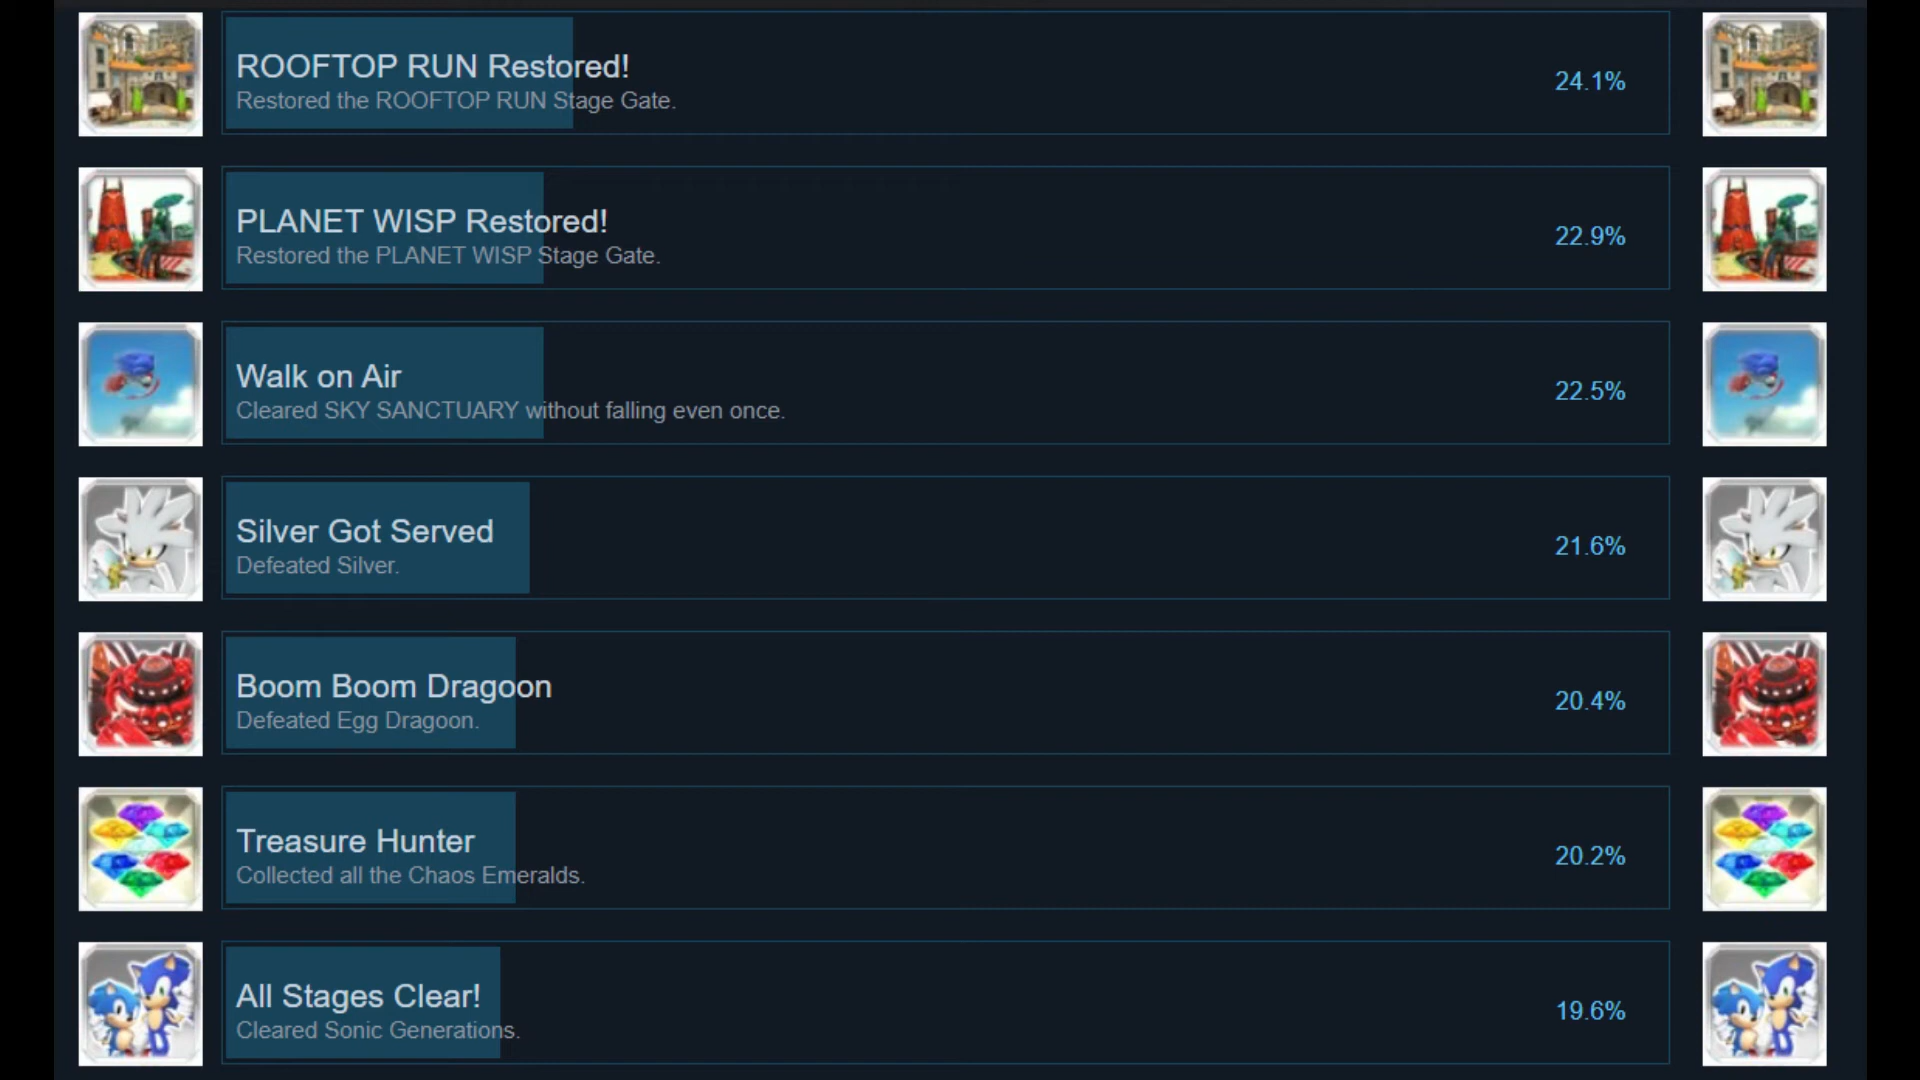 ROOFTOP RUN Restored!
Restored the ROOFTOP RUN Stage Gate.
24.1%
PLANET WISP Restored!
Restored the PLANET WISP Stage Gate.
22.9%
Walk on Air
Cleared SKY SANCTUARY without falling even once.
22.5%
Silver Got Served
Defeated Silver.
21.6%
Boom Boom Dragoon
Defeated Egg Dragoon.
20.4%
Treasure Hunter
Collected all the Chaos Emeralds.
20.2%
All Stages Clear!
Cleared Sonic Generations.
19.6%